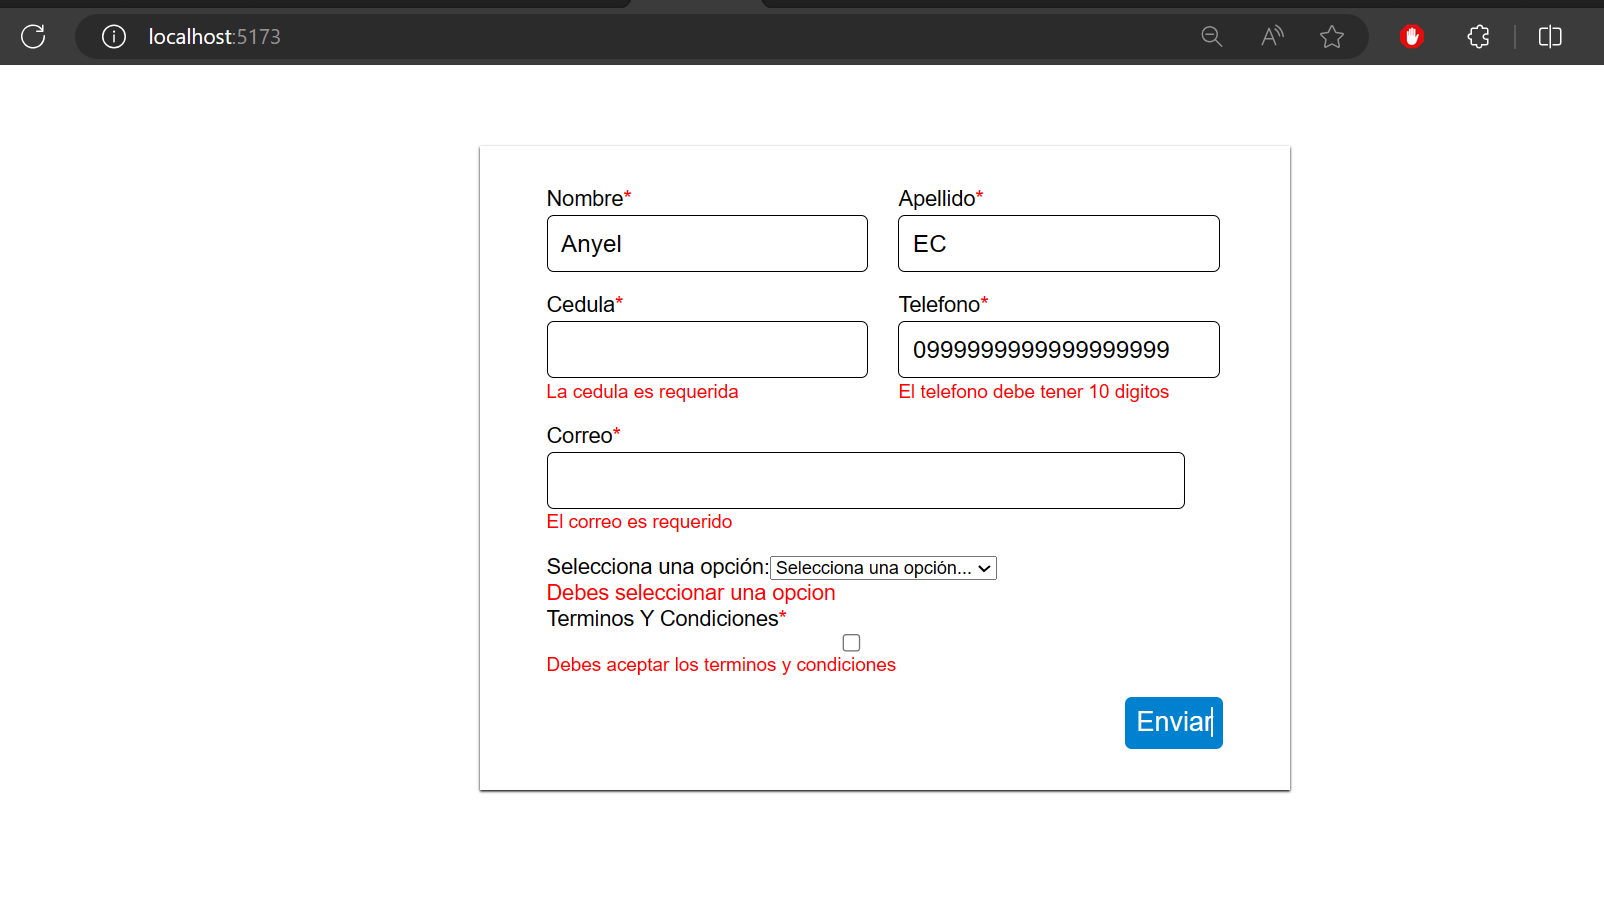 localhost:5173
Nombre* Apellido*
Anyel EC
Cedula* Telefono*
0999999999999999999
La cedula es requerida El telefono debe tener 10 digitos
Correo*
El correo es requerido
Selecciona una opción: Selecciona una opción...
Debes seleccionar una opcion
Terminos Y Condiciones*
Debes aceptar los terminos y condiciones
Enviar